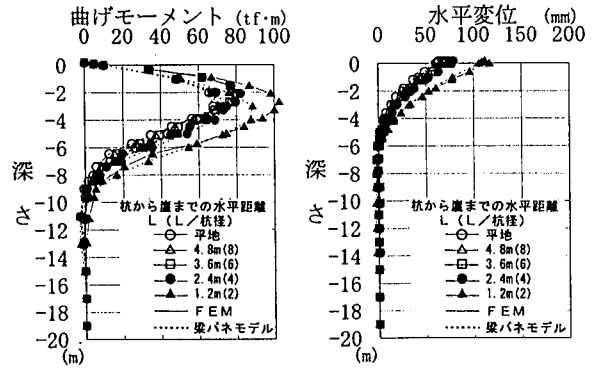 曲げモーメント(tf・m)
0 20 40 60 80 100
0
-2
-4
-6
-8
-10
-12
-14
-16
-18
-20
(m)
深さ
杭から崖までの水平距離
L(L/杭径)
平地
4.8m(8)
3.6m(6)
2.4m(4)
1.2m(2)
FEM
梁バネモデル
水平変位(mm)
0 50 100 150 200
0
-2
-4
-6
-8
-10
-12
-14
-16
-18
-20
(m)
深さ
杭から崖までの水平距離
L(L/杭径)
平地
4.8m(8)
3.6m(6)
2.4m(4)
1.2m(2)
FEM
梁バネモデル